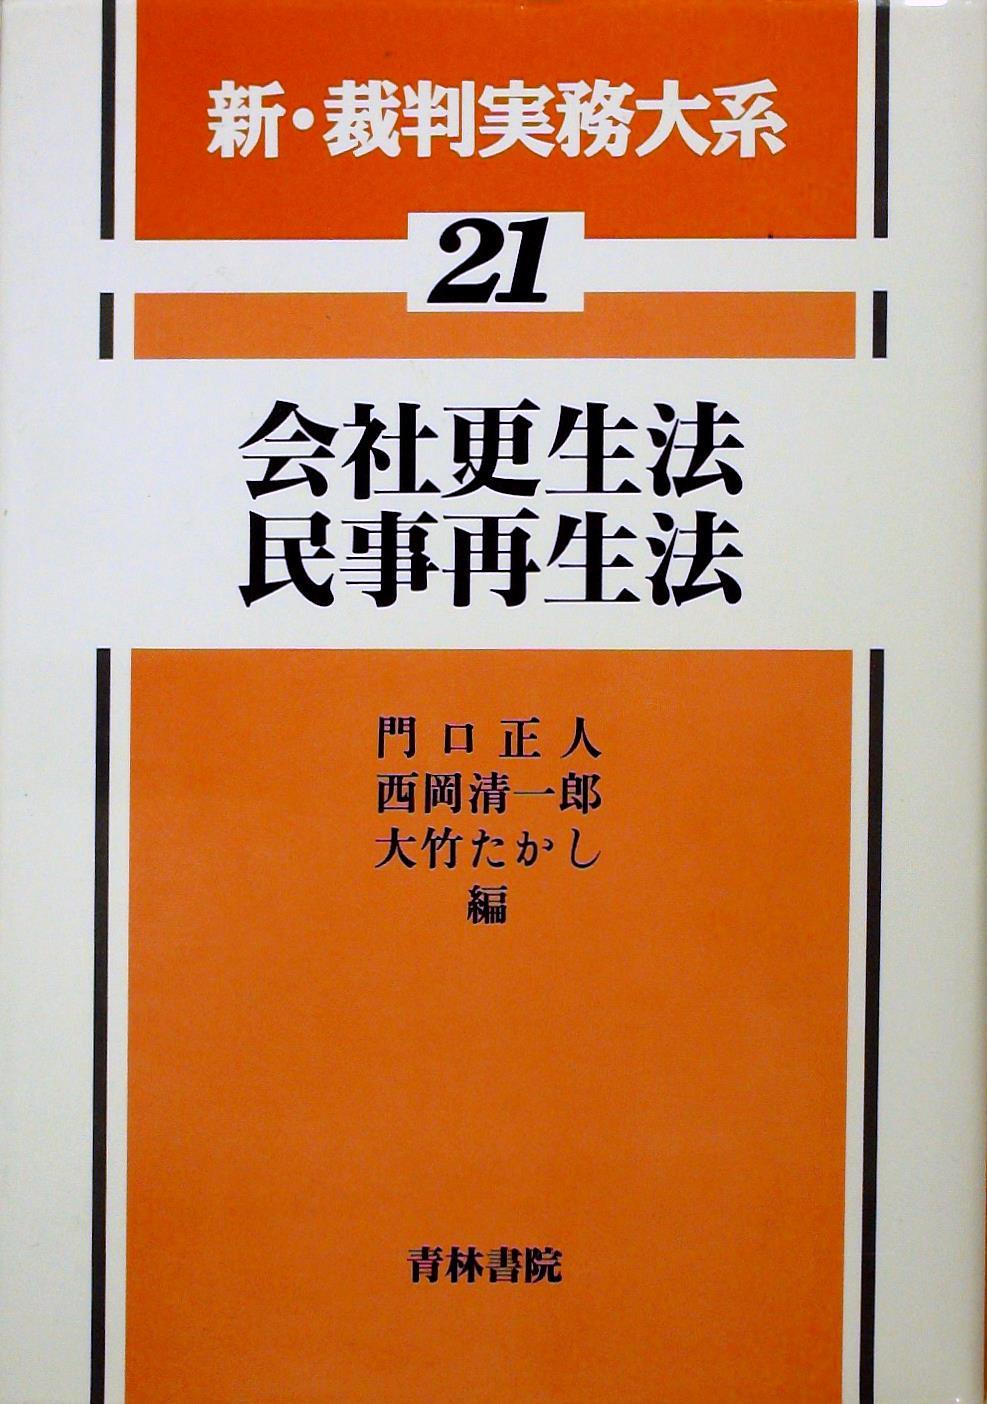 新・裁判実務大系
21
会社更生法
民事再生法
門口正人
西岡清一郎
大竹たかし
編
青林書院